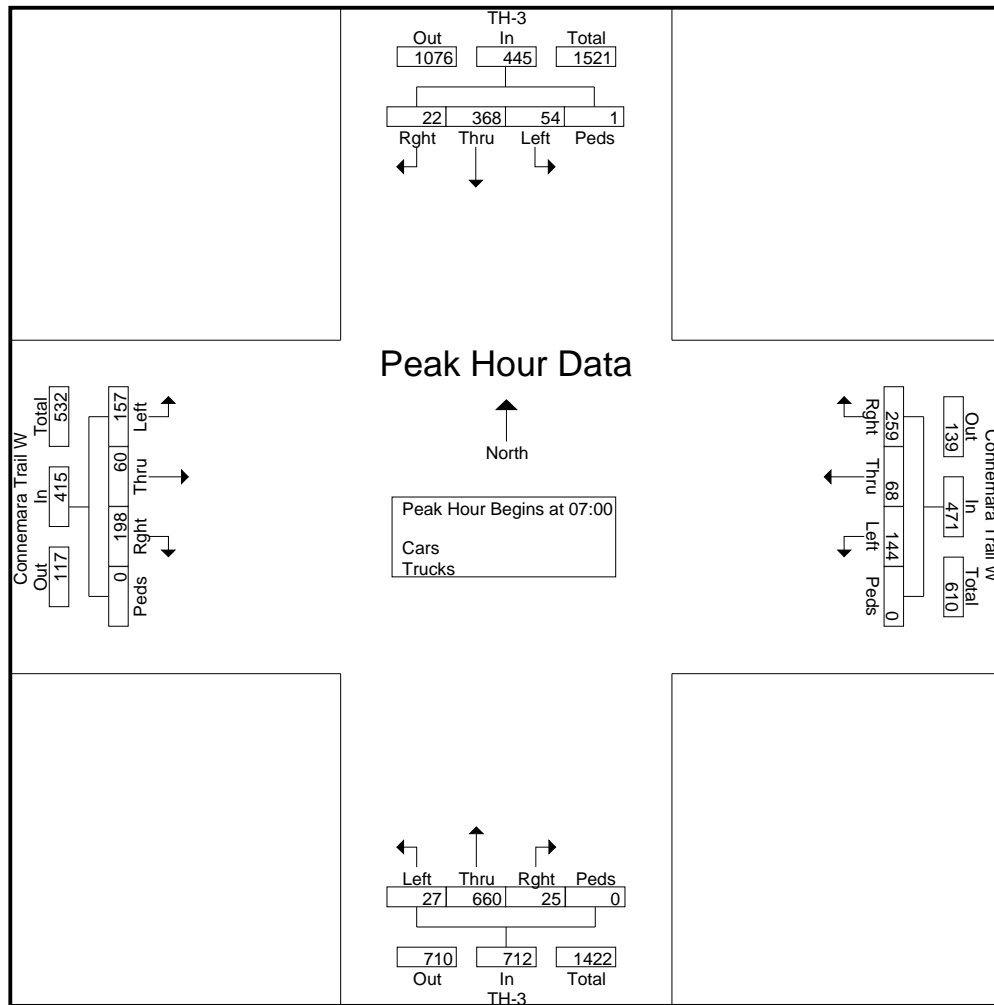 TH-3
Out In Total
1076 445 1521
22 368 54 1
Rght Thru Left Peds
Peak Hour Data
North
Peak Hour Begins at 07:00
Cars
Trucks
Connemara Trail W
Total In Out
532 415 117
157 60 198 0
Left Thru Rght Peds
Connemara Trail W
Out In Total
139 471 610
259 68 144 0
Rght Thru Left Peds
Left Thru Rght Peds
27 660 25 0
710 712 1422
Out In Total
TH-3